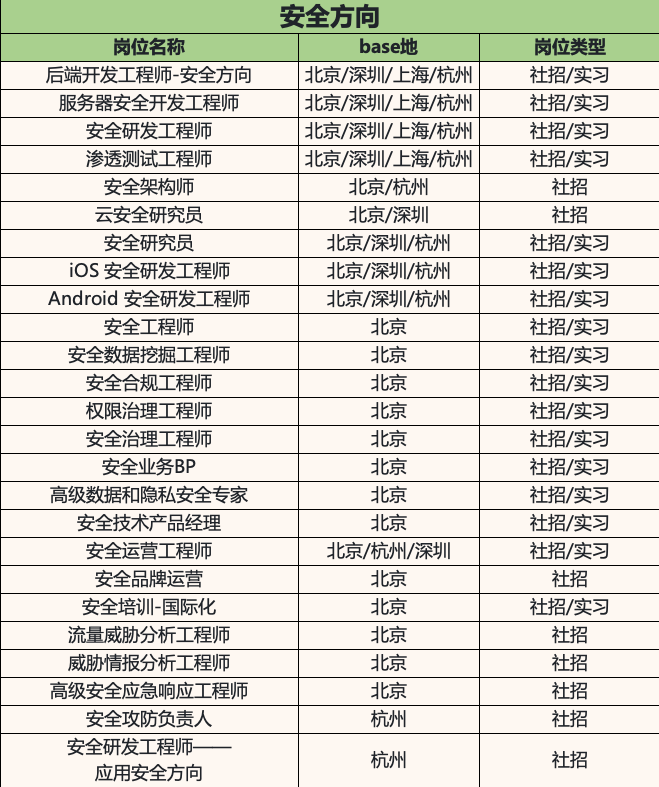 安全方向
岗位名称 base地 岗位类型
后端开发工程师-安全方向 北京/深圳/上海/杭州 社招/实习
服务器安全开发工程师 北京/深圳/上海/杭州 社招/实习
安全研发工程师 北京/深圳/上海/杭州 社招/实习
渗透测试工程师 北京/深圳/上海/杭州 社招/实习
安全架构师 北京/杭州 社招
云安全研究员 北京/深圳 社招
安全研究员 北京/深圳/杭州 社招/实习
iOS 安全研发工程师 北京/深圳/杭州 社招/实习
Android 安全研发工程师 北京/深圳/杭州 社招/实习
安全工程师 北京 社招/实习
安全数据挖掘工程师 北京 社招/实习
安全合规工程师 北京 社招/实习
权限治理工程师 北京 社招/实习
安全治理工程师 北京 社招/实习
安全业务BP 北京 社招/实习
高级数据和隐私安全专家 北京 社招/实习
安全技术产品经理 北京 社招/实习
安全运营工程师 北京/杭州/深圳 社招/实习
安全品牌运营 北京 社招
安全培训-国际化 北京 社招/实习
流量威胁分析工程师 北京 社招
威胁情报分析工程师 北京 社招
高级安全应急响应工程师 北京 社招
安全攻防负责人 杭州 社招
安全研发工程师——
应用安全方向 杭州 社招